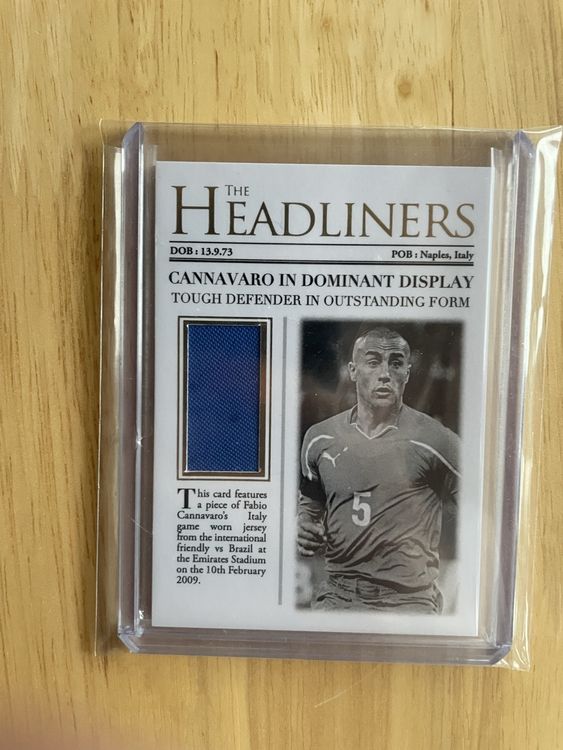 THE
HEADLINERS
DOB : 13.9.73 POB : Naples, Italy
CANNAVARO IN DOMINANT DISPLAY
TOUGH DEFENDER IN OUTSTANDING FORM
This card features
a piece of Fabio
Cannavaro's Italy
game worn jersey
from the international
friendly vs Brazil at
the Emirates Stadium
on the 10th February
2009.
5